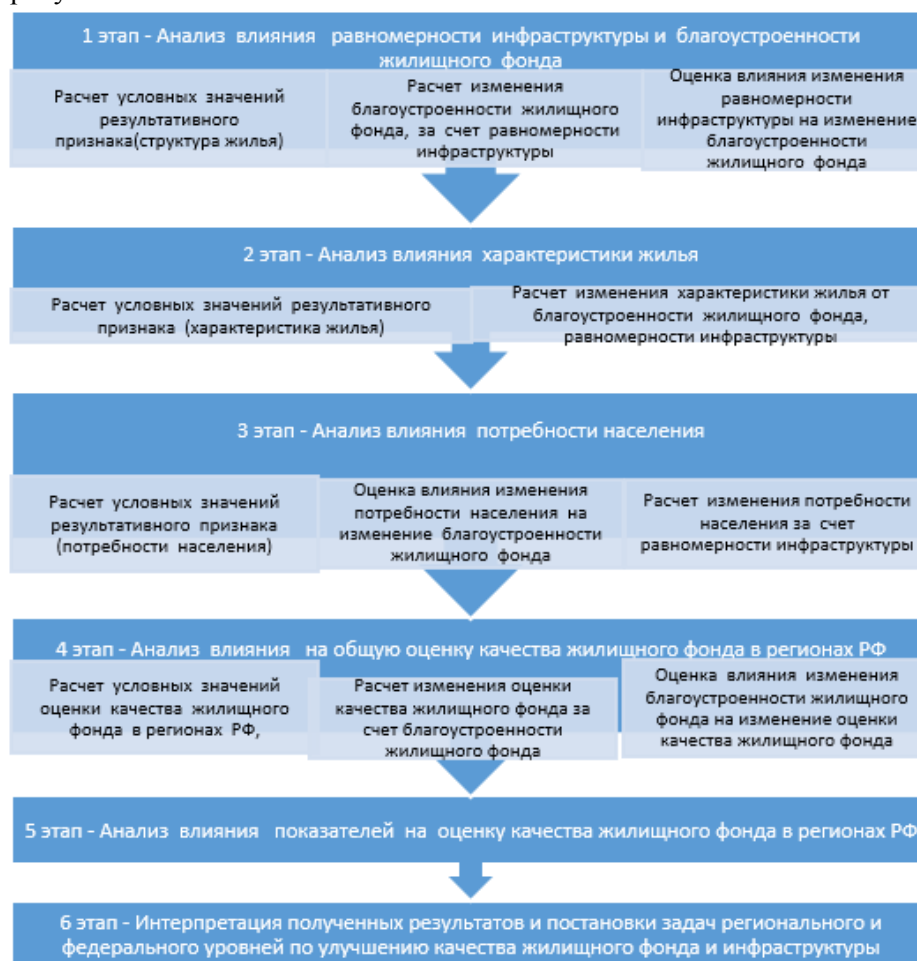 1 этап - Анализ влияния равномерности инфраструктуры и благоустроенности
жилищного фонда
Расчет условных значений
результативного
признака(структура жилья)
Расчет изменения
благоустроенности жилищного
фонда, за счет равномерности
инфраструктуры
Оценка влияния изменения
равномерности
инфраструктуры на изменение
благоустроенности
жилищного фонда
2 этап - Анализ влияния характеристики жилья
Расчет условных значений результативного
признака (характеристика жилья)
Расчет изменения характеристики жилья от
благоустроенности жилищного фонда,
равномерности инфраструктуры
3 этап - Анализ влияния потребности населения
Расчет условных значений
результативного признака
(потребности населения)
Оценка влияния изменения
потребности населения на
изменение благоустроенности
жилищного фонда
Расчет изменения потребности
населения за счет
равномерности инфраструктуры
4 этап - Анализ влияния на общую оценку качества жилищного фонда в регионах РФ
Расчет условных значений
оценки качества жилищного
фонда в регионах РФ,
Расчет изменения оценки
качества жилищного фонда за
счет благоустроенности
жилищного фонда
Оценка влияния изменения
благоустроенности жилищного
фонда на изменение оценки
качества жилищного фонда
5 этап - Анализ влияния показателей на оценку качества жилищного фонда в регионах РФ
6 этап - Интерпретация полученных результатов и постановки задач регионального и
федерального уровней по улучшению качества жилищного фонда и инфраструктуры